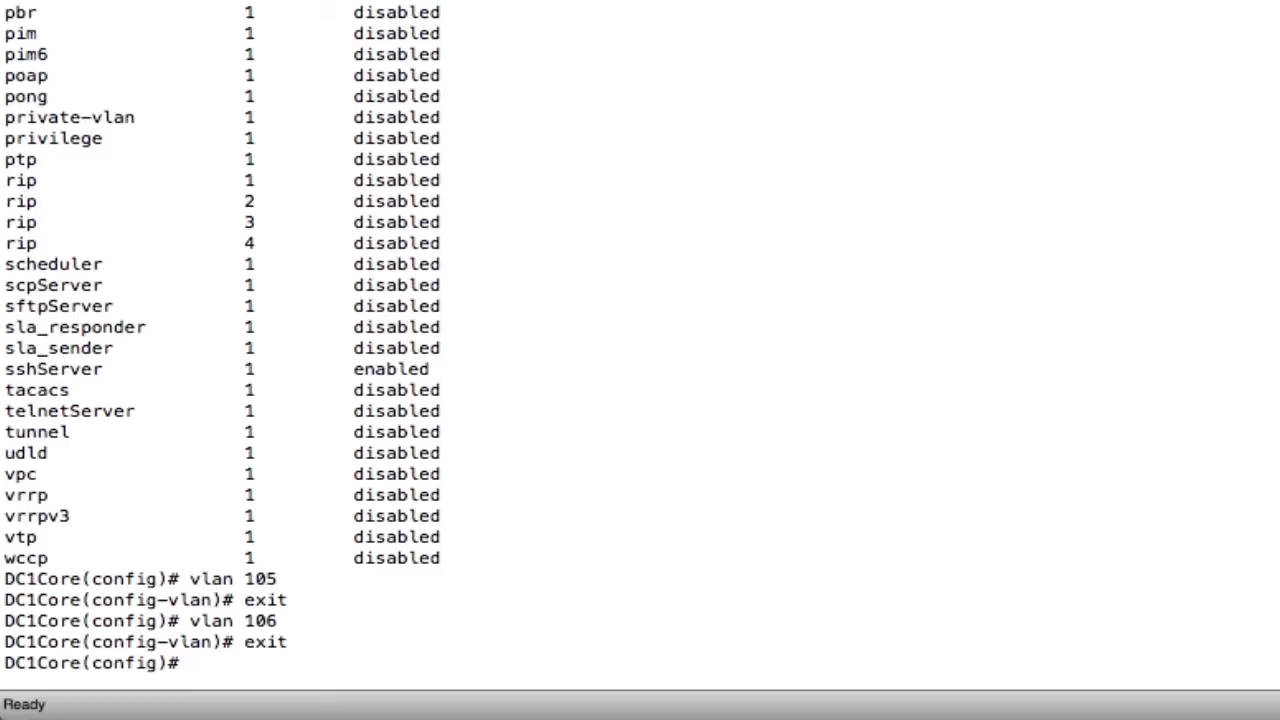 pbr 1 disabled
pim 1 disabled
pim6 1 disabled
poap 1 disabled
pong 1 disabled
private-vlan 1 disabled
privilege 1 disabled
ptp 1 disabled
rip 1 disabled
rip 2 disabled
rip 3 disabled
rip 4 disabled
scheduler 1 disabled
scpServer 1 disabled
sftpServer 1 disabled
sla_responder 1 disabled
sla_sender 1 disabled
sshServer 1 enabled
tacacs 1 disabled
telnetServer 1 disabled
tunnel 1 disabled
udld 1 disabled
vpc 1 disabled
vrrp 1 disabled
vrrpv3 1 disabled
vtp 1 disabled
wccp 1 disabled
DC1Core(config)# vlan 105
DC1Core(config-vlan)# exit
DC1Core(config)# vlan 106
DC1Core(config-vlan)# exit
DC1Core(config)#
Ready